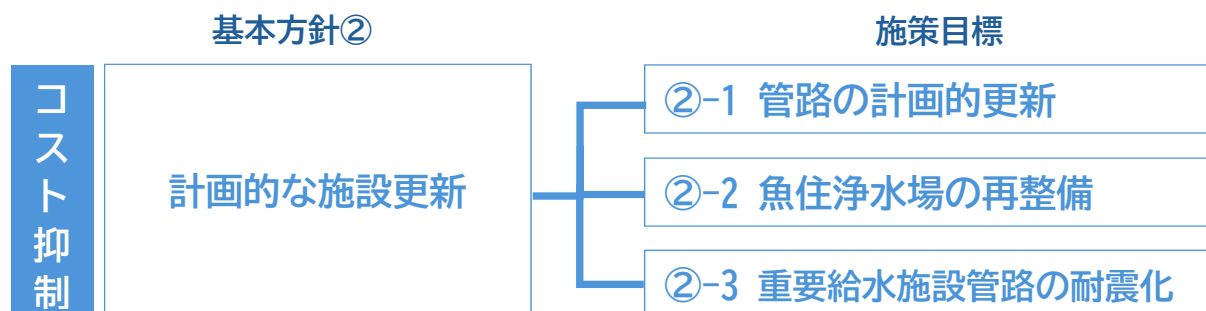 基本方針②
施策目標
コスト抑制
計画的な施設更新
②-1 管路の計画的更新
②-2 魚住浄水場の再整備
②-3 重要給水施設管路の耐震化